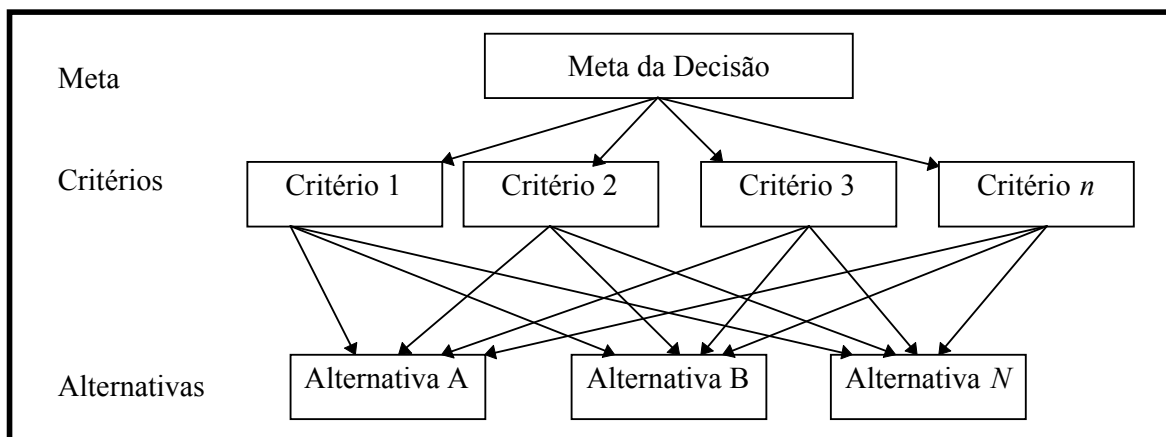 Meta
Meta da Decisão
Critérios
Critério 1
Critério 2
Critério 3
Critério n
Alternativas
Alternativa A
Alternativa B
Alternativa N